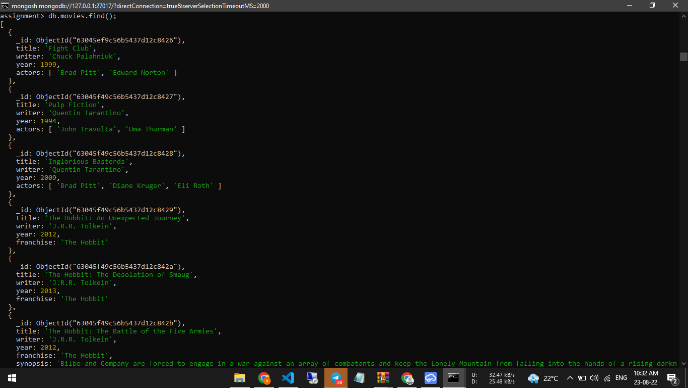 mongosh mongodb://127.0.0.1:27017/?directConnection=true&serverSelectionTimeoutMS=2000
assignment> db.movies.find();
[
  {
    _id: ObjectId("63045ef9c56b5437d12c8426"),
    title: 'Fight Club',
    writer: 'Chuck Palahniuk',
    year: 1999,
    actors: [ 'Brad Pitt', 'Edward Norton' ]
  },
  {
    _id: ObjectId("63045f49c56b5437d12c8427"),
    title: 'Pulp Fiction',
    writer: 'Quentin Tarantino',
    year: 1994,
    actors: [ 'John Travolta', 'Uma Thurman' ]
  },
  {
    _id: ObjectId("63045f49c56b5437d12c8428"),
    title: 'Inglorious Basterds',
    writer: 'Quentin Tarantino',
    year: 2009,
    actors: [ 'Brad Pitt', 'Diane Kruger', 'Eli Roth' ]
  },
  {
    _id: ObjectId("63045f49c56b5437d12c8429"),
    title: 'The Hobbit: An Unexpected Journey',
    writer: 'J.R.R. Tolkein',
    year: 2012,
    franchise: 'The Hobbit'
  },
  {
    _id: ObjectId("63045f49c56b5437d12c842a"),
    title: 'The Hobbit: The Desolation of Smaug',
    writer: 'J.R.R. Tolkein',
    year: 2013,
    franchise: 'The Hobbit'
  },
  {
    _id: ObjectId("63045f49c56b5437d12c842b"),
    title: 'The Hobbit: The Battle of the Five Armies',
    writer: 'J.R.R. Tolkein',
    year: 2012,
    franchise: 'The Hobbit',
    synopsis: 'Bilbo and Company are forced to engage in a war against an array of combatants and keep the Lonely Mountain from falling into the hands of a rising darkn
U: 32.47 kB/s
D: 25.48 kB/s
22°C
ENG
10:32 AM
23-08-22
2